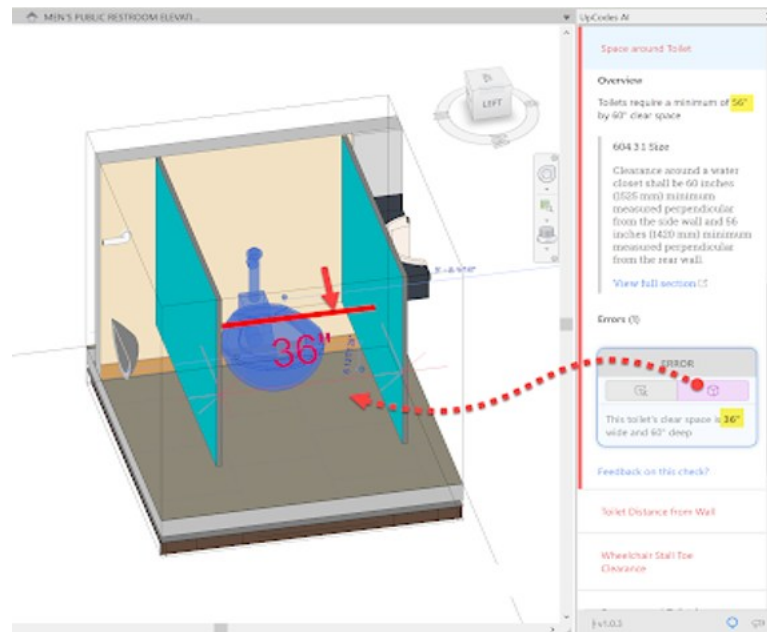 MEN'S PUBLIC RESTROOM ELEVATI...
UpCodes AI
LEFT
36"
Space around Toilet
Overview
Toilets require a minimum of 56"
by 60" clear space
604.3.1 Size
Clearance around a water
closet shall be 60 inches
(1525 mm) minimum
measured perpendicular
from the side wall and 56
inches (1420 mm) minimum
measured perpendicular
from the rear wall.
View full section
Errors (1)
ERROR
This toilet's clear space is 36"
wide and 60" deep
Feedback on this check?
Toilet Distance from Wall
Wheelchair Stall Toe
Clearance
v1.0.3